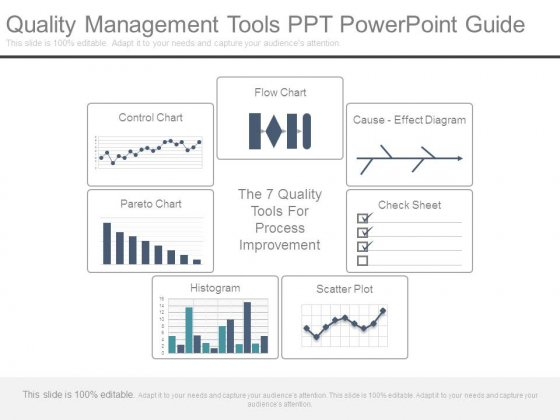 Quality Management Tools PPT PowerPoint Guide
This slide is 100% editable. Adapt it to your needs and capture your audience's attention.
Flow Chart
Control Chart
Cause - Effect Diagram
Pareto Chart
The 7 Quality
Tools For
Process
Improvement
Check Sheet
Histogram
16
14
12
10
8
6
4
2
0
Scatter Plot
This slide is 100% editable. Adapt it to your needs and capture your audience's attention. This slide is 100% editable. Adapt it to your needs and capture your
audience's attention.